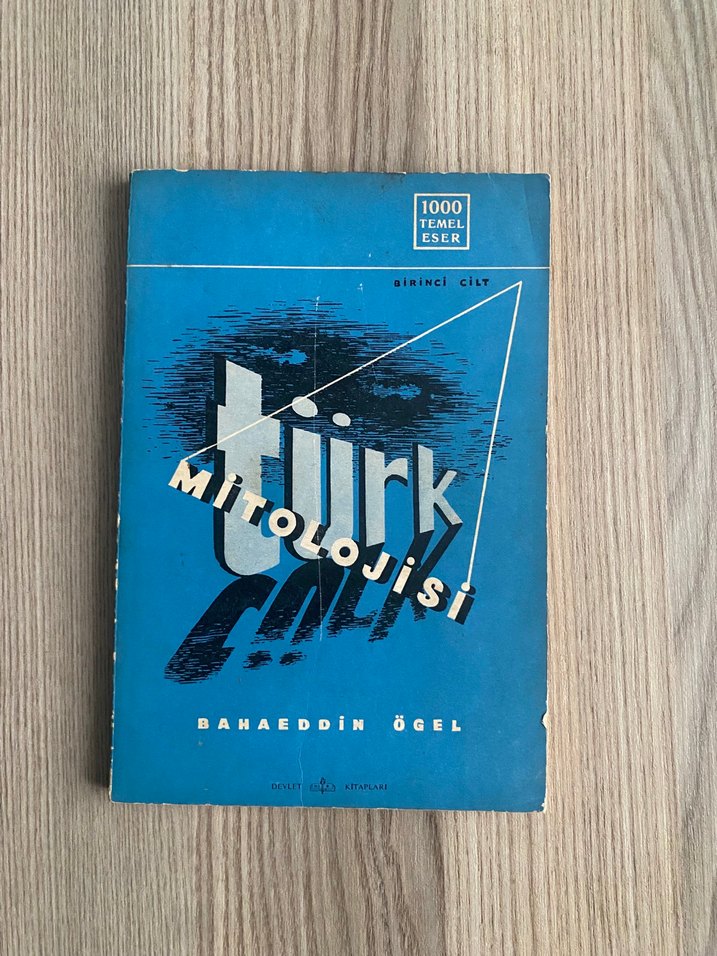 1000
TEMEL
ESER
BİRİNCİ CİLT
türk
MİTOLOJİSİ
BAHAEDDİN ÖGEL
DEVLET KİTAPLARI